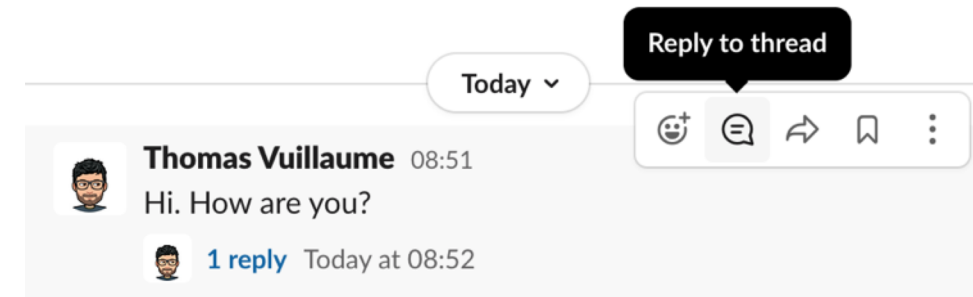 Reply to thread
Today
Thomas Vuillaume 08:51
Hi. How are you?
1 reply Today at 08:52